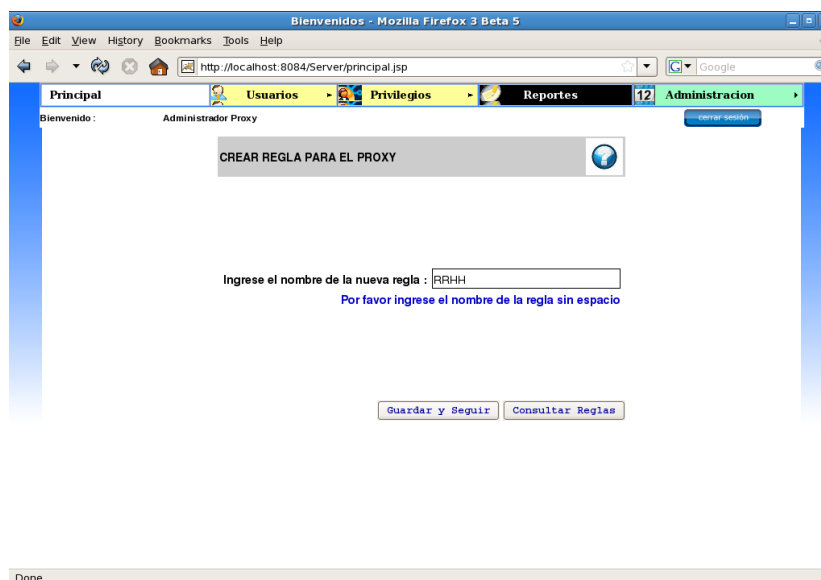 Bienvenidos - Mozilla Firefox 3 Beta 5
File Edit View History Bookmarks Tools Help
http://localhost:8084/Server/principal.jsp
G Google
Principal Usuarios Privilegios Reportes 12 Administracion
Bienvenido : Administrador Proxy cerrar sesión
CREAR REGLA PARA EL PROXY ?
Ingrese el nombre de la nueva regla : RRHH
Por favor ingrese el nombre de la regla sin espacio
Guardar y Seguir Consultar Reglas
Done